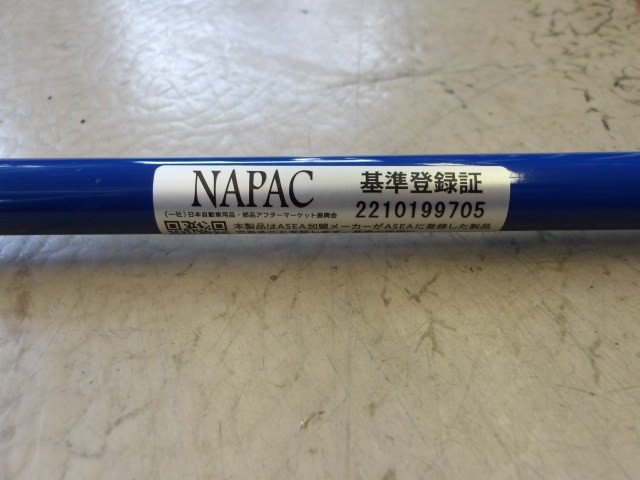 NAPAC
基準登録証
(一社)日本自動車用品・部品アフターマーケット振興会
2210199705
本製品はASEA加盟メーカーがASEAに登録した製品